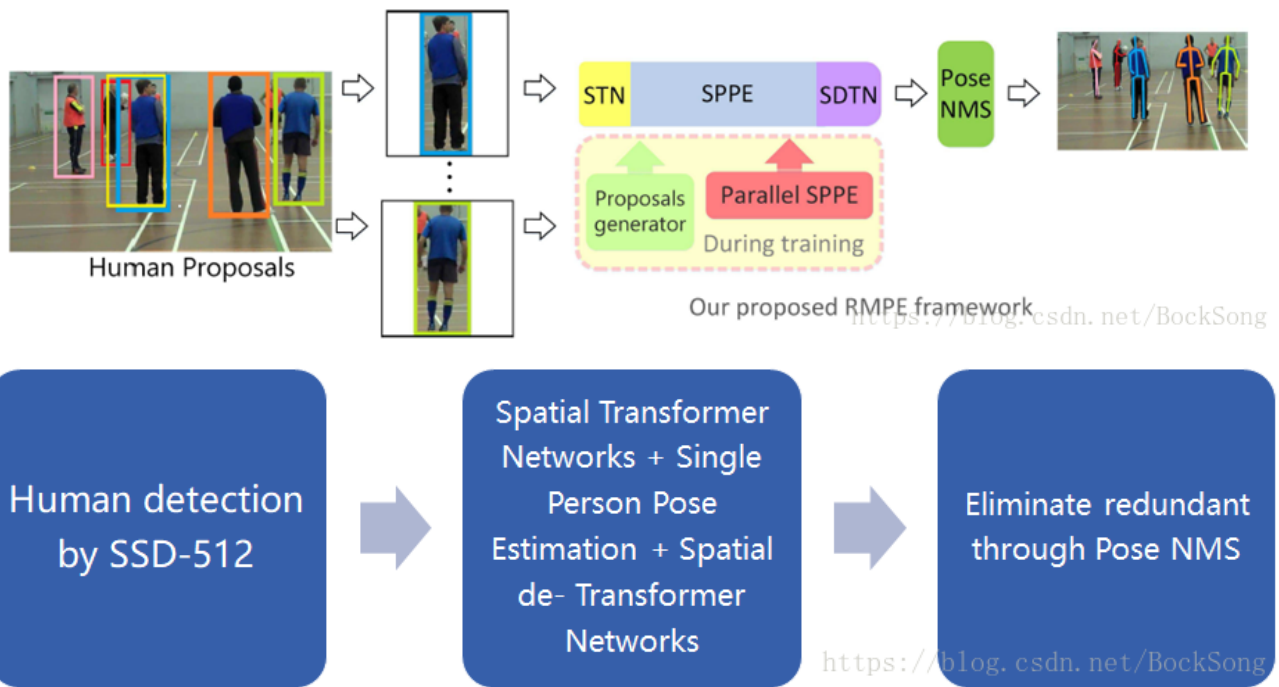 STN
SPPE
SDTN
Pose
NMS
Proposals
generator
Parallel SPPE
During training
Human Proposals
Our proposed RMPE framework
https://blog.csdn.net/BockSong
Human detection
by SSD-512
Spatial Transformer
Networks + Single
Person Pose
Estimation + Spatial
de- Transformer
Networks
Eliminate redundant
through Pose NMS
https://blog.csdn.net/BockSong